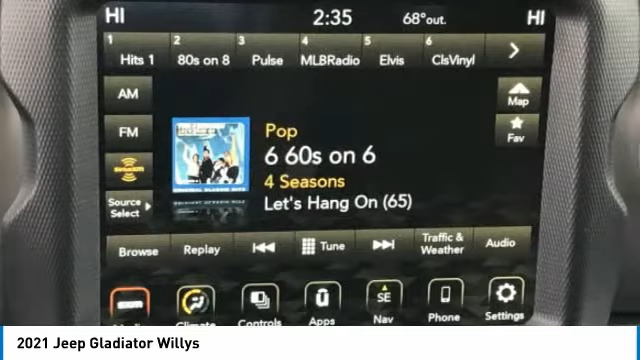 HI 2:35 68°out. HI
1 2 3 4 5 6
Hits 1 80s on 8 Pulse MLBRadio Elvis ClsVinyl
AM
Map
FM
Fav
Pop
6 60s on 6
4 Seasons
Let's Hang On (65)
siriusxm
Source
Select
Browse Replay Tune Traffic & Weather Audio
SE
Climate Controls Apps Nav Phone Settings
2021 Jeep Gladiator Willys